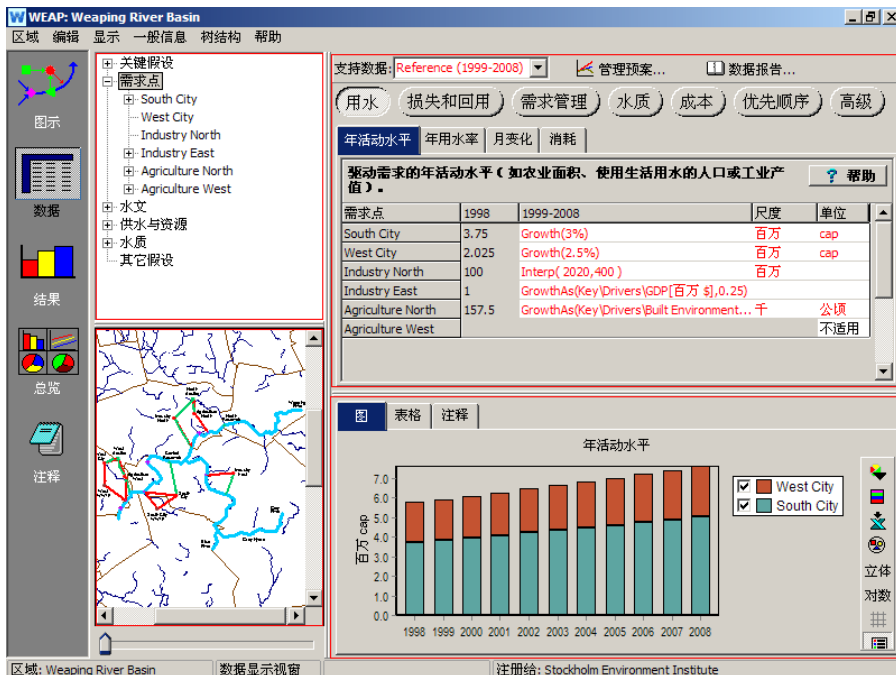 WEAP: Weaping River Basin
区域 编辑 显示 一般信息 树结构 帮助
图示
数据
结果
总览
注释
关键假设
需求点
South City
West City
Industry North
Industry East
Agriculture North
Agriculture West
水文
供水与资源
水质
其它假设
支持数据: Reference (1999-2008) 管理预案... 数据报告...
用水 损失和回用 需求管理 水质 成本 优先顺序 高级
年活动水平 年用水率 月变化 消耗
驱动需求的年活动水平（如农业面积、使用生活用水的人口或工业产
值）。
? 帮助
需求点 1998 1999-2008 尺度 单位
South City 3.75 Growth(3%) 百万 cap
West City 2.025 Growth(2.5%) 百万 cap
Industry North 100 Interp( 2020,400 ) 百万
Industry East 1 GrowthAs(Key\Drivers\GDP[百万 $],0.25)
Agriculture North 157.5 GrowthAs(Key\Drivers\Built Environment... 千 公顷
Agriculture West 不适用
图 表格 注释
年活动水平
百万 cap
7.0
6.0
5.0
4.0
3.0
2.0
1.0
0.0
1998 1999 2000 2001 2002 2003 2004 2005 2006 2007 2008
West City
South City
立体
对数
区域: Weaping River Basin 数据显示视窗 注册给: Stockholm Environment Institute